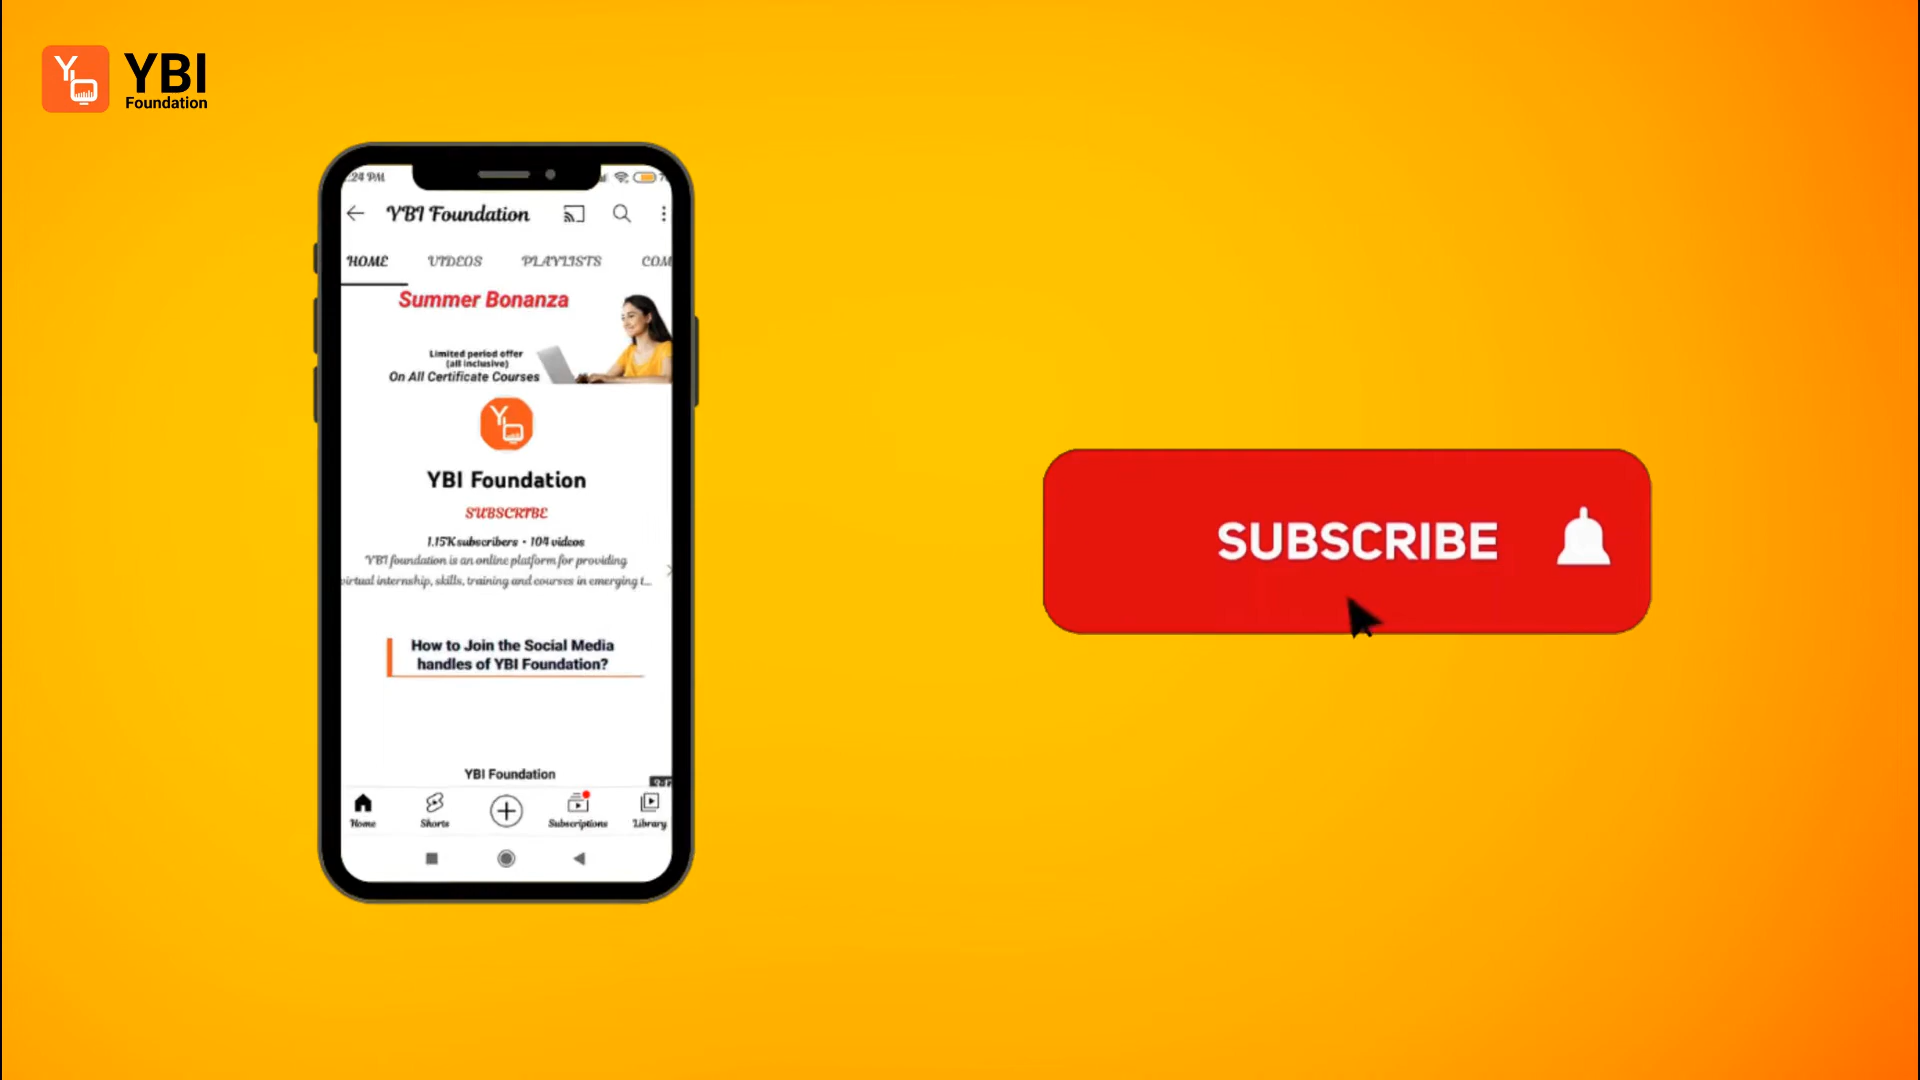 YBI
Foundation
:24 PM
YBI Foundation
HOME VIDEOS PLAYLISTS COM
Summer Bonanza
Limited period offer
(all inclusive)
On All Certificate Courses
YBI Foundation
SUBSCRIBE
1.15K subscribers • 104 videos
YBI foundation is an online platform for providing
virtual internship, skills, training and courses in emerging t...
How to Join the Social Media
handles of YBI Foundation?
YBI Foundation
Home Shorts Subscriptions Library
SUBSCRIBE